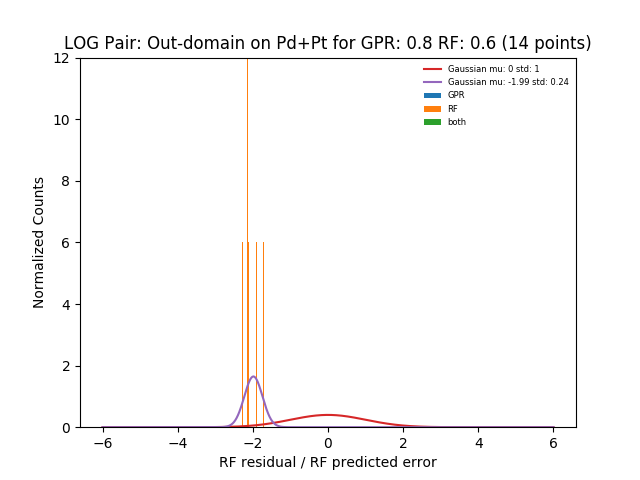 LOG Pair: Out-domain on Pd+Pt for GPR: 0.8 RF: 0.6 (14 points)
12
10
8
6
4
2
0
Normalized Counts
Gaussian mu: 0 std: 1
Gaussian mu: -1.99 std: 0.24
GPR
RF
both
−6 −4 −2 0 2 4 6
RF residual / RF predicted error